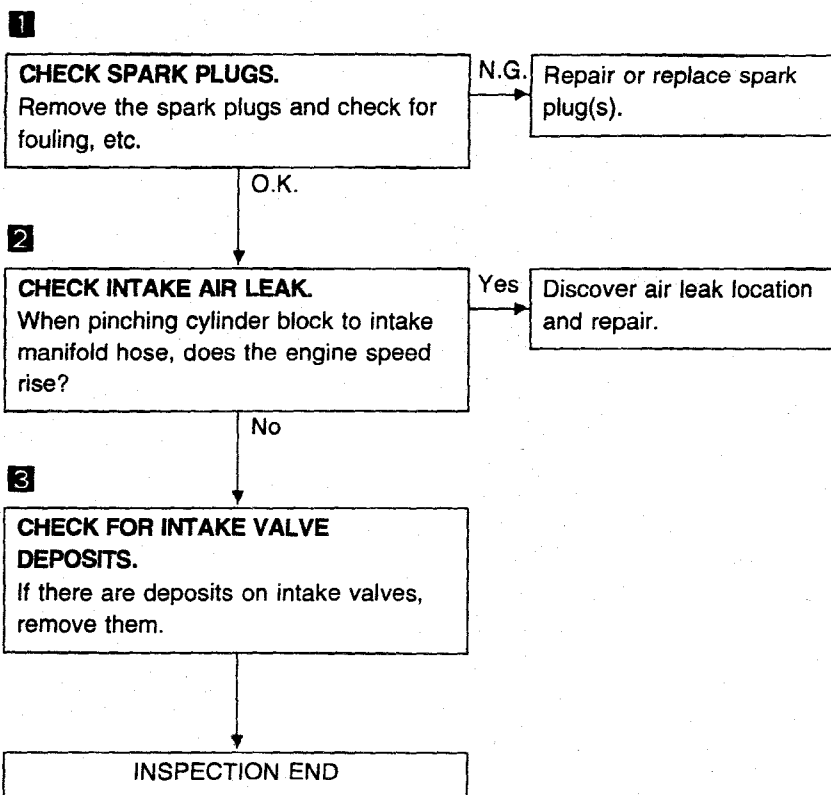 1
CHECK SPARK PLUGS.
Remove the spark plugs and check for
fouling, etc.
N.G.
Repair or replace spark
plug(s).
O.K.
2
CHECK INTAKE AIR LEAK.
When pinching cylinder block to intake
manifold hose, does the engine speed
rise?
Yes
Discover air leak location
and repair.
No
3
CHECK FOR INTAKE VALVE
DEPOSITS.
If there are deposits on intake valves,
remove them.
INSPECTION END